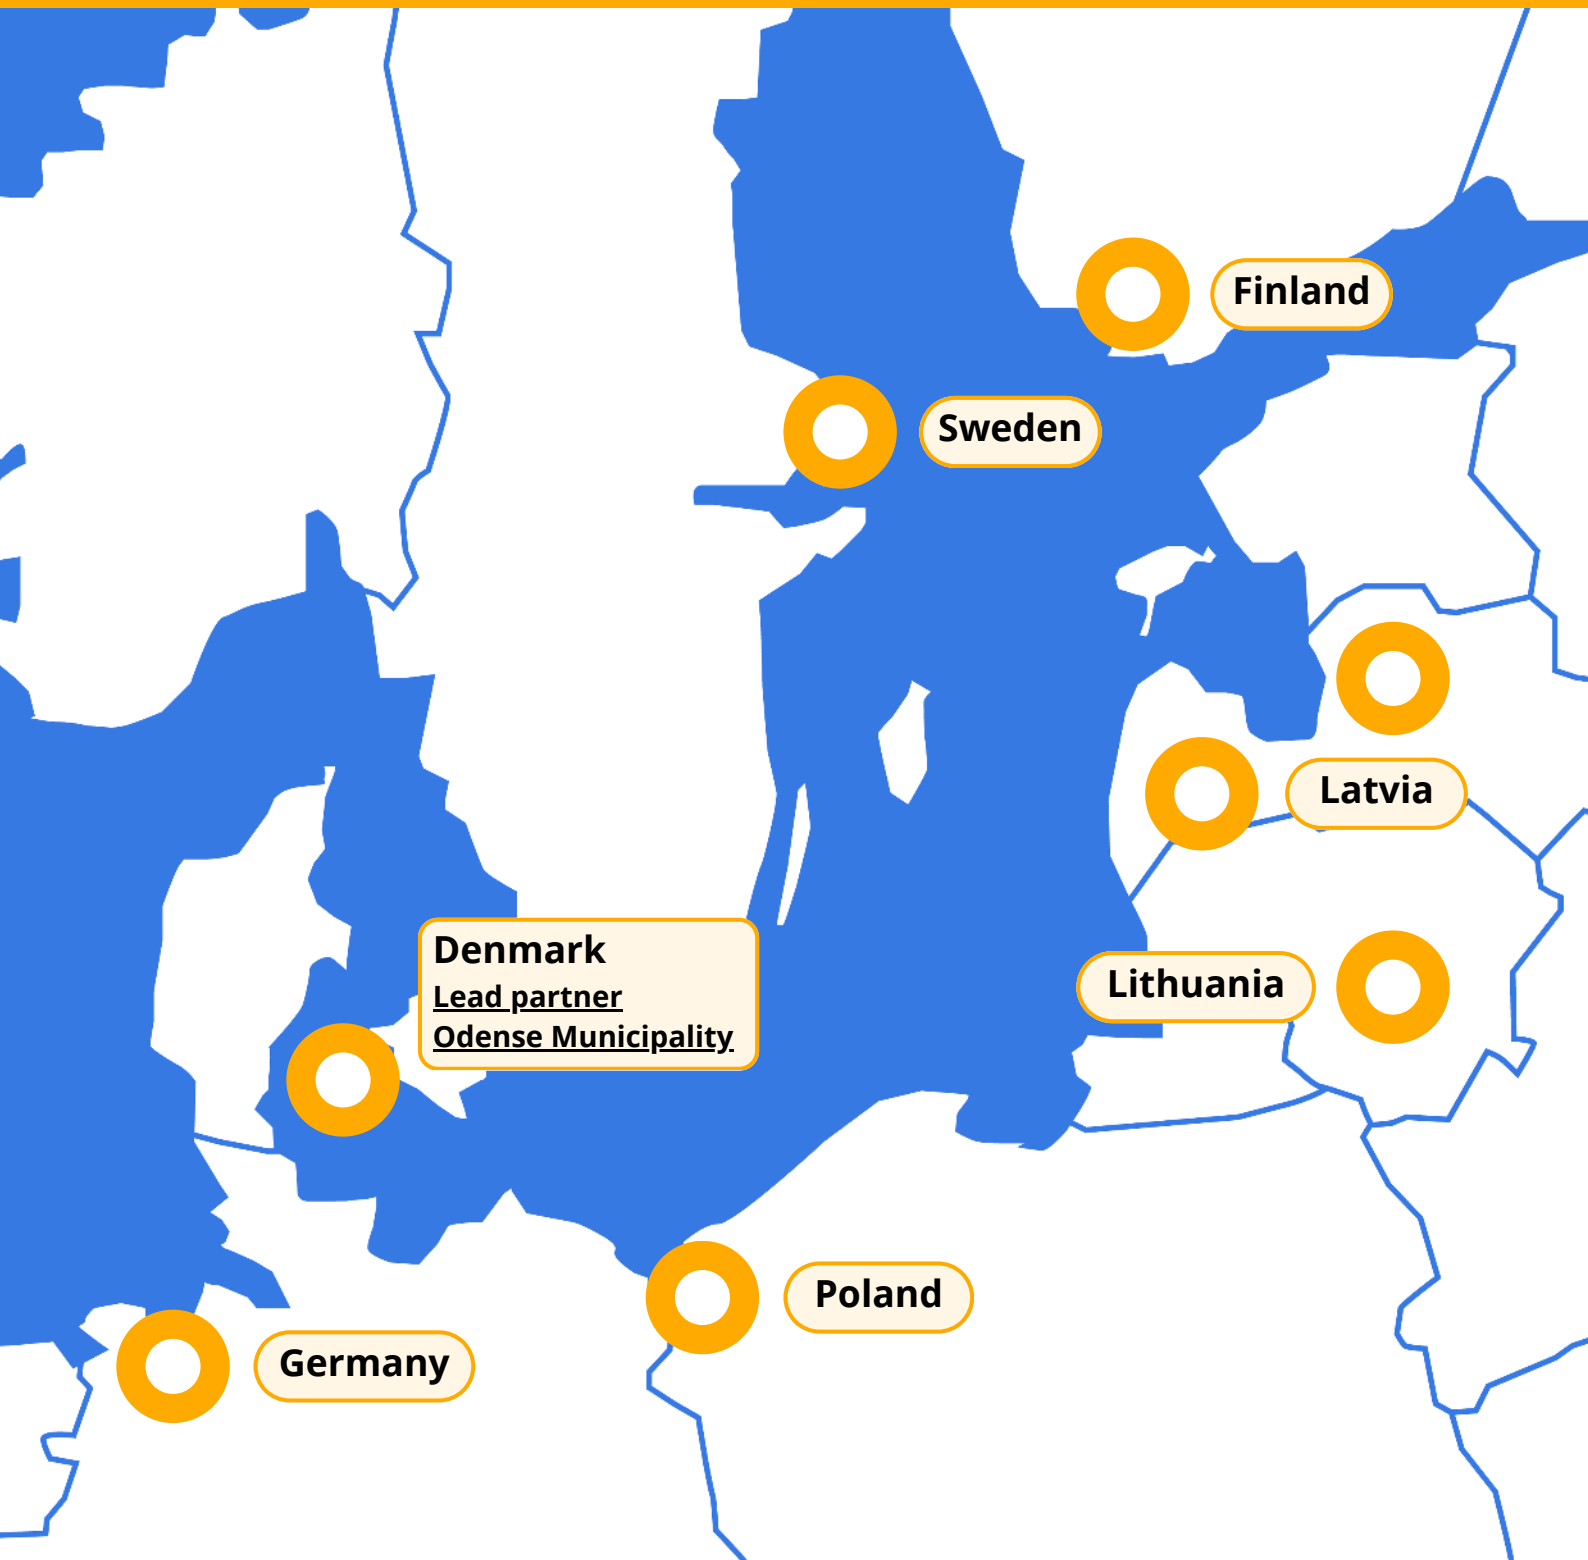 Finland
Sweden
Latvia
Denmark
Lead partner
Odense Municipality
Lithuania
Poland
Germany